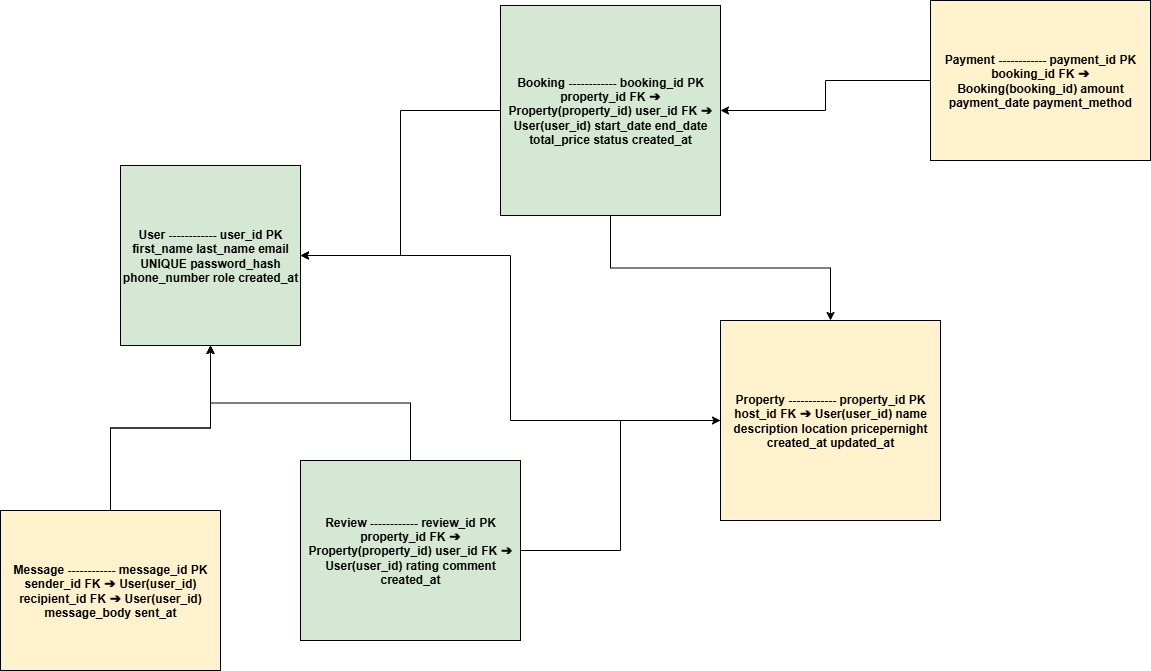 Payment ------------ payment_id PK
booking_id FK ➔
Booking(booking_id) amount
payment_date payment_method
Booking ------------ booking_id PK
property_id FK ➔
Property(property_id) user_id FK ➔
User(user_id) start_date end_date
total_price status created_at
User ------------ user_id PK
first_name last_name email
UNIQUE password_hash
phone_number role created_at
Property ------------ property_id PK
host_id FK ➔ User(user_id) name
description location pricepernight
created_at updated_at
Review ------------ review_id PK
property_id FK ➔
Property(property_id) user_id FK ➔
User(user_id) rating comment
created_at
Message ------------ message_id PK
sender_id FK ➔ User(user_id)
recipient_id FK ➔ User(user_id)
message_body sent_at